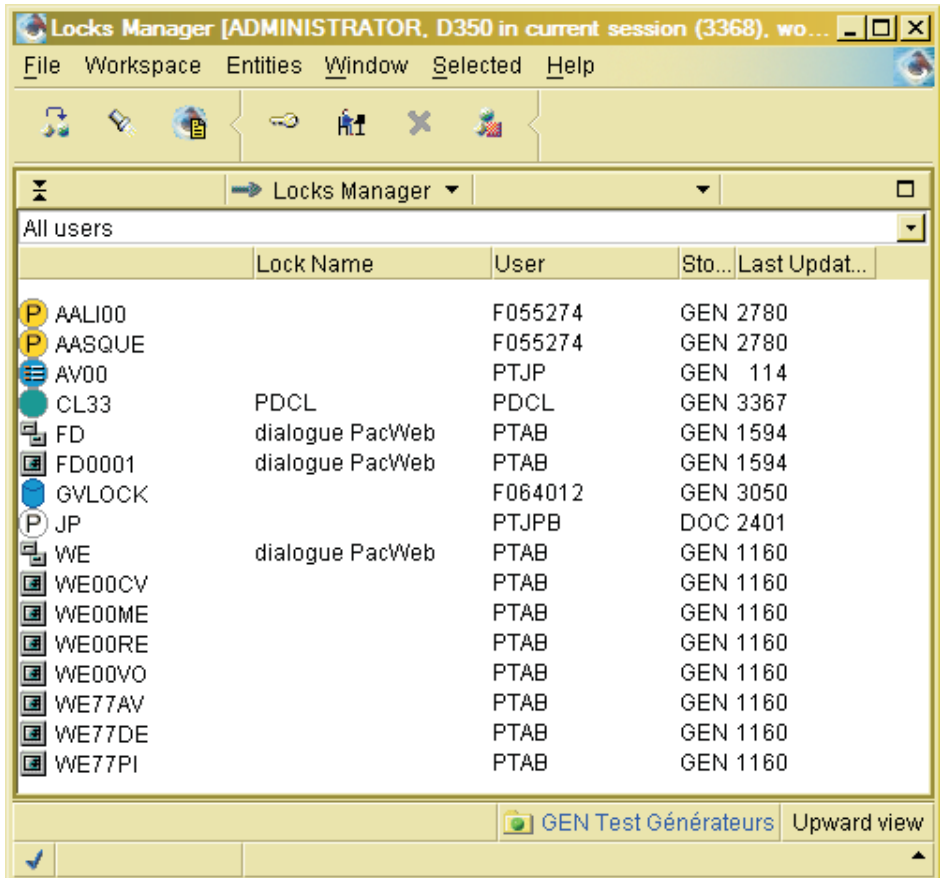 Locks Manager [ADMINISTRATOR, D350 in current session (3368), wo...
File Workspace Entities Window Selected Help
Locks Manager
All users
Lock Name User Sto... Last Updat...
P AALI00 F055274 GEN 2780
P AASQUE F055274 GEN 2780
AV00 PTJP GEN 114
CL33 PDCL PDCL GEN 3367
FD dialogue PacWeb PTAB GEN 1594
FD0001 dialogue PacWeb PTAB GEN 1594
GVLOCK F064012 GEN 3050
P JP PTJPB DOC 2401
WE dialogue PacWeb PTAB GEN 1160
WE00CV PTAB GEN 1160
WE00ME PTAB GEN 1160
WE00RE PTAB GEN 1160
WE00VO PTAB GEN 1160
WE77AV PTAB GEN 1160
WE77DE PTAB GEN 1160
WE77PI PTAB GEN 1160
GEN Test Générateurs Upward view